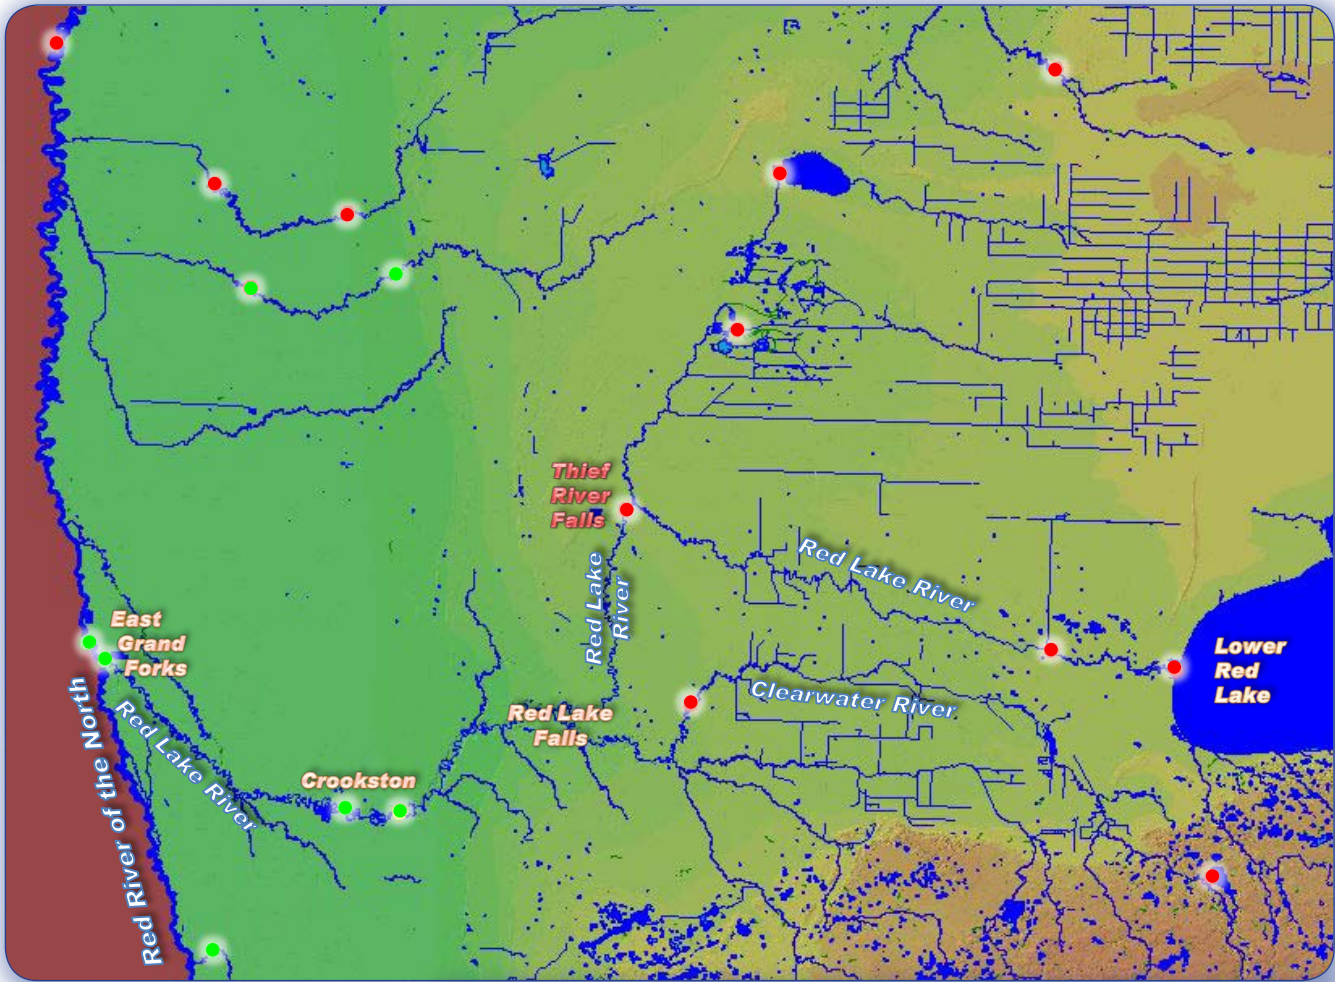 Thief
River
Falls
Red Lake River
Red Lake
River
East
Grand
Forks
Lower
Red
Lake
Clearwater River
Red River of the North
Red Lake River
Red Lake
Falls
Crookston